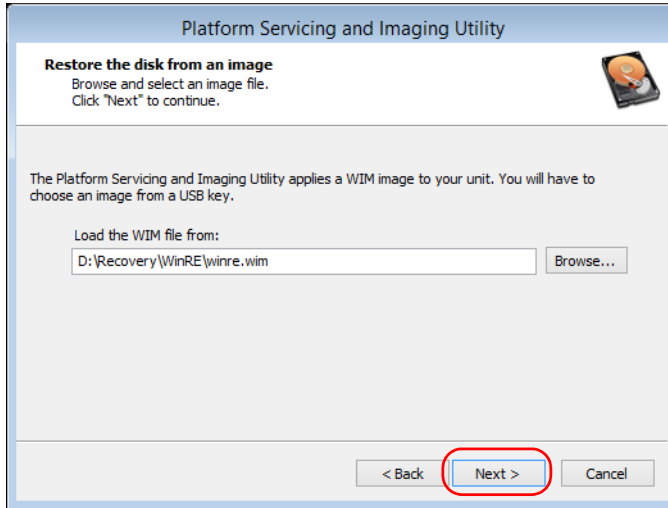 Platform Servicing and Imaging Utility
Restore the disk from an image
Browse and select an image file.
Click "Next" to continue.
The Platform Servicing and Imaging Utility applies a WIM image to your unit. You will have to
choose an image from a USB key.
Load the WIM file from:
D:\Recovery\WinRE\winre.wim Browse...
< Back Next > Cancel